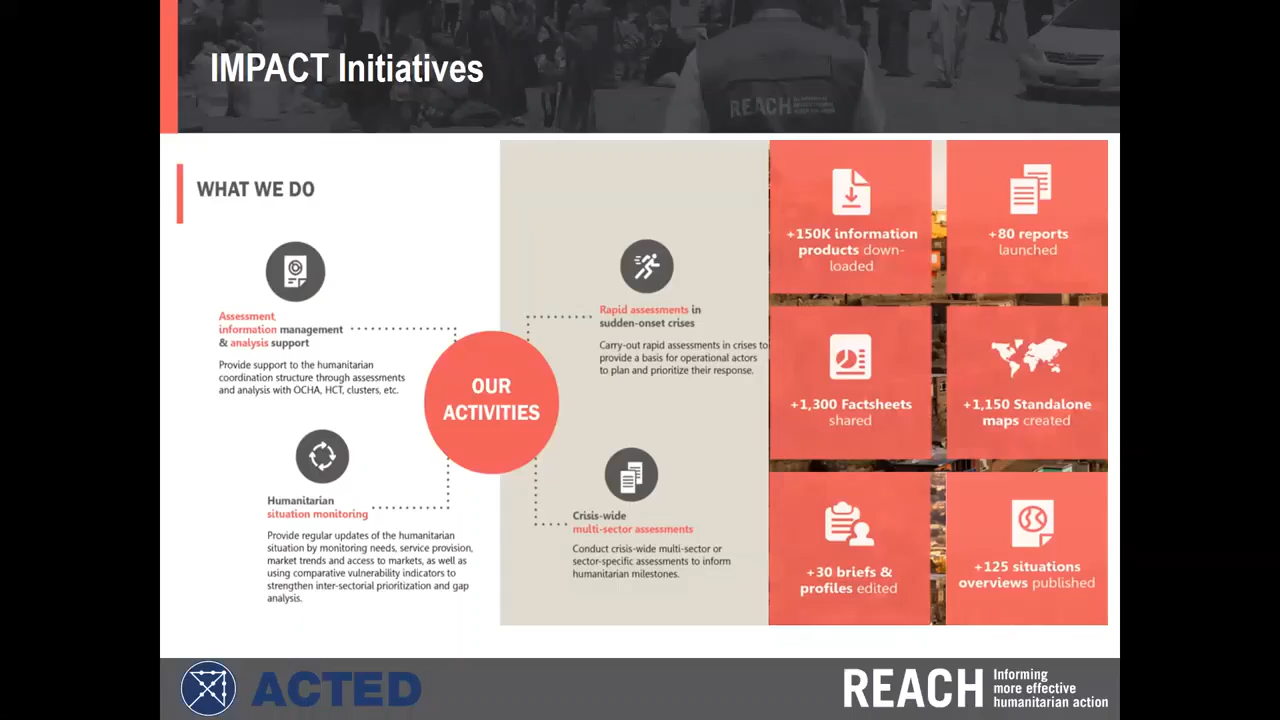 IMPACT Initiatives
REACH
WHAT WE DO
Assessment,
information management
& analysis support
Provide support to the humanitarian
coordination structure through assessments
and analysis with OCHA, HCT, clusters, etc.
Humanitarian
situation monitoring
Provide regular updates of the humanitarian
situation by monitoring needs, service provision,
market trends and access to markets, as well as
using comparative vulnerability indicators to
strengthen inter-sectorial prioritization and gap
analysis.
OUR
ACTIVITIES
Rapid assessments in
sudden-onset crises
Carry-out rapid assessments in crises to
provide a basis for operational actors
to plan and prioritize their response.
Crisis-wide
multi-sector assessments
Conduct crisis-wide multi-sector or
sector-specific assessments to inform
humanitarian milestones.
+150K information
products down-
loaded
+80 reports
launched
+1,300 Factsheets
shared
+1,150 Standalone
maps created
+30 briefs &
profiles edited
+125 situations
overviews published
ACTED
REACH
Informing
more effective
humanitarian action